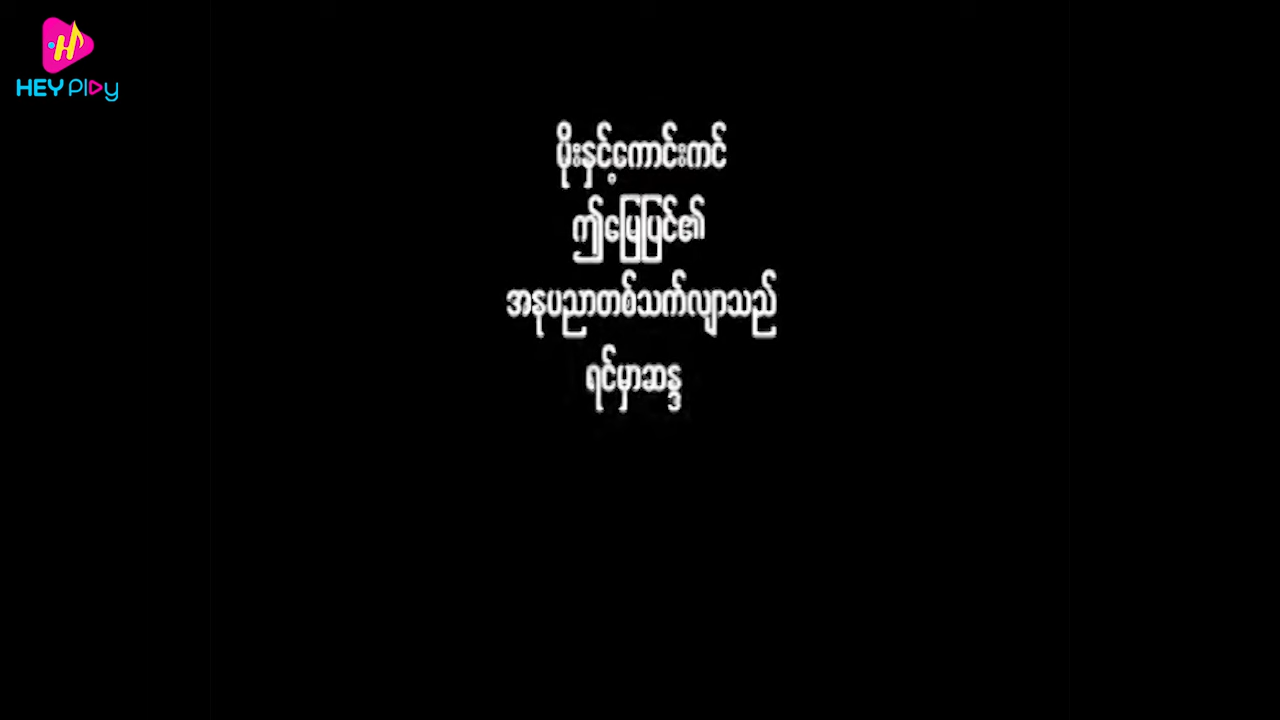 HEY Play
မိုးနှင့်ကောင်းကင်
ဤမြေပြင်၏
အနုပညာတစ်သက်လျာသည်
ရင်မှာဆန္ဒ